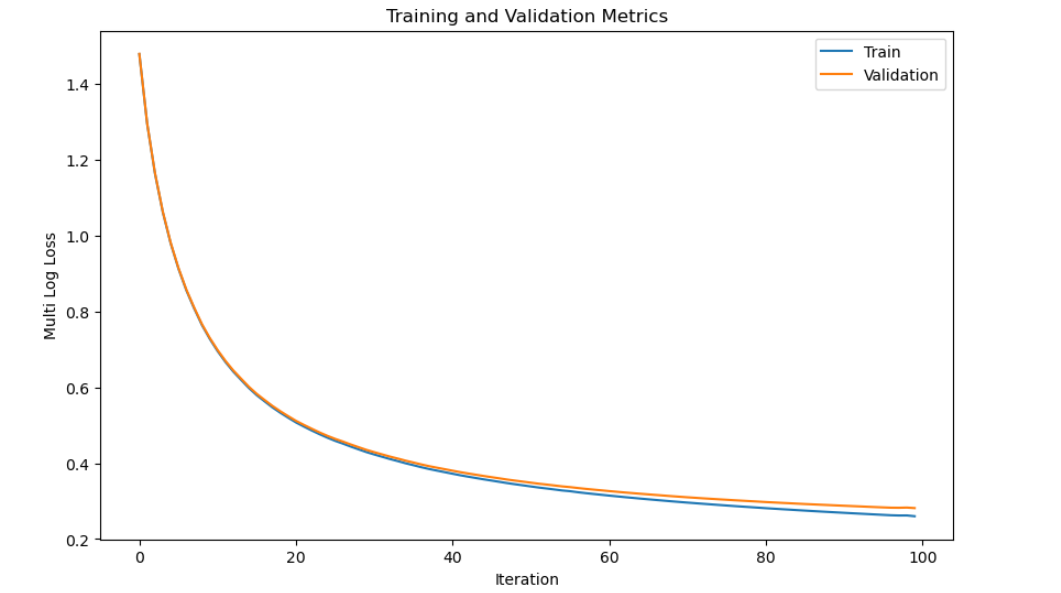 Training and Validation Metrics
Train
Validation
Multi Log Loss
1.4
1.2
1.0
0.8
0.6
0.4
0.2
0 20 40 60 80 100
Iteration